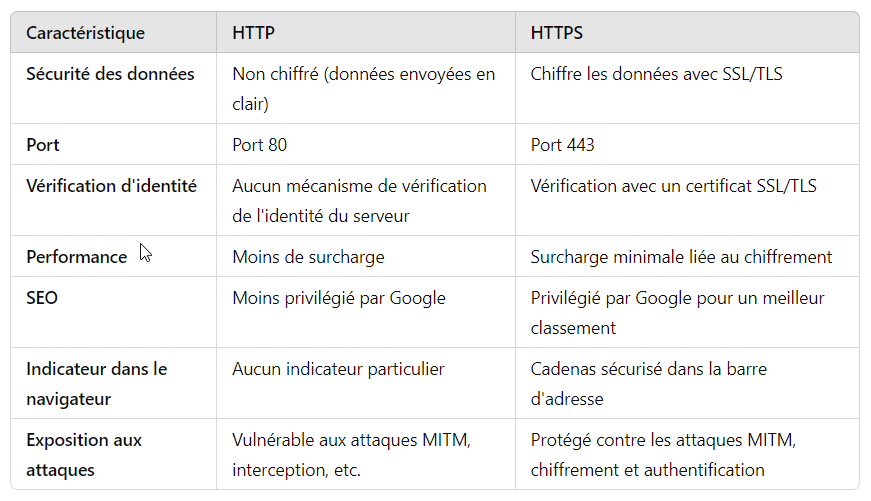 Caractéristique HTTP HTTPS
Sécurité des données Non chiffré (données envoyées en Chiffre les données avec SSL/TLS
clair)
Port Port 80 Port 443
Vérification d'identité Aucun mécanisme de vérification Vérification avec un certificat SSL/TLS
de l'identité du serveur
Performance Moins de surcharge Surcharge minimale liée au chiffrement
SEO Moins privilégié par Google Privilégié par Google pour un meilleur
classement
Indicateur dans le Aucun indicateur particulier Cadenas sécurisé dans la barre
navigateur d'adresse
Exposition aux Vulnérable aux attaques MITM, Protégé contre les attaques MITM,
attaques interception, etc. chiffrement et authentification